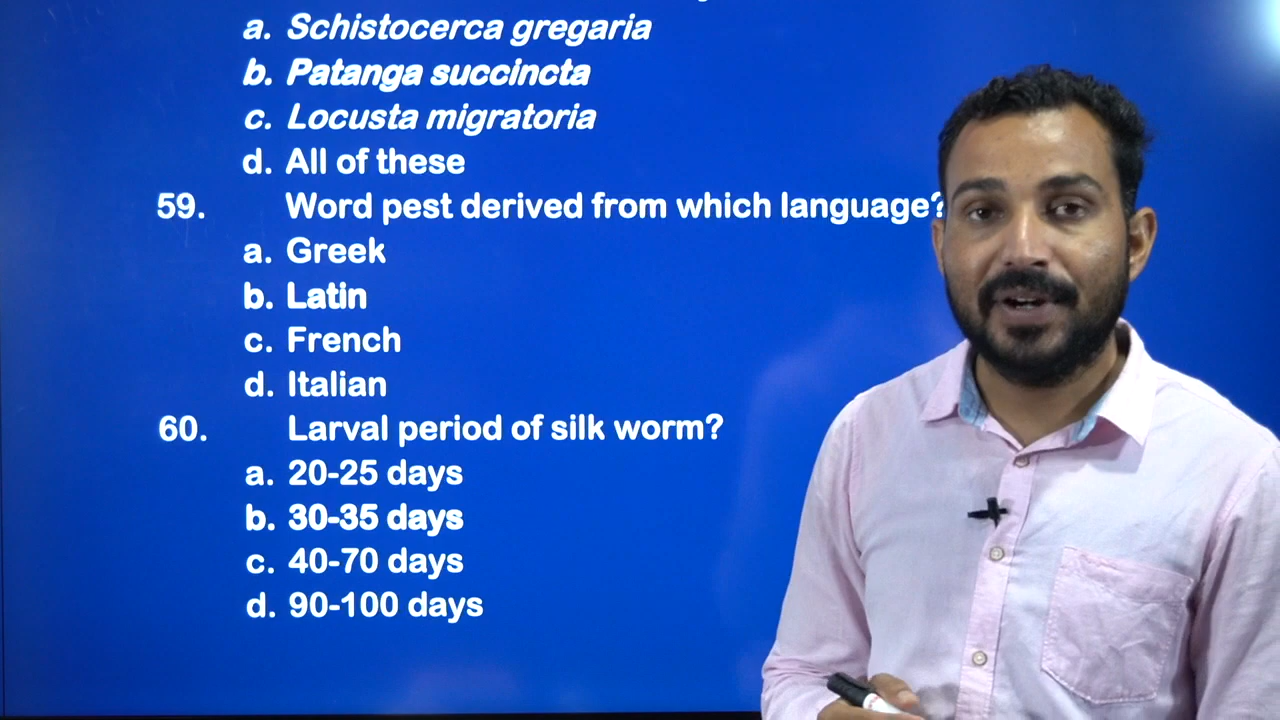 a. Schistocerca gregaria
b. Patanga succincta
c. Locusta migratoria
d. All of these
59. Word pest derived from which language?
a. Greek
b. Latin
c. French
d. Italian
60. Larval period of silk worm?
a. 20-25 days
b. 30-35 days
c. 40-70 days
d. 90-100 days